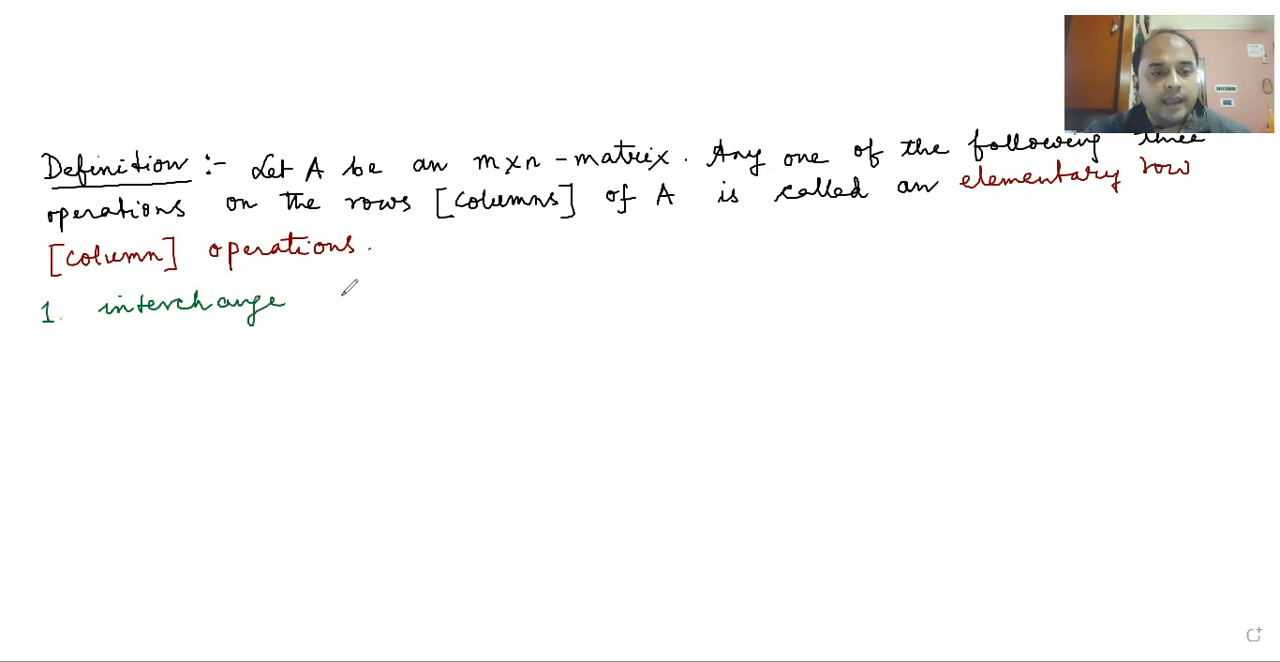 Definition :- Let A be an m×n-matrix. Any one of the following three
operations on the rows [columns] of A is called an elementary row
[column] operations.
1. interchange